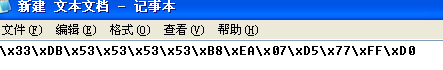 新建 文本文档 - 记事本
文件(F) 编辑(E) 格式(O) 查看(V) 帮助(H)
\x33\xDB\x53\x53\x53\x53\xB8\xEA\x07\xD5\x77\xFF\xD0